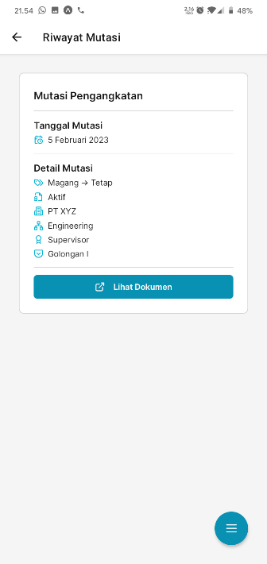 21.54
48%
Riwayat Mutasi
Mutasi Pengangkatan
Tanggal Mutasi
5 Februari 2023
Detail Mutasi
Magang → Tetap
Aktif
PT XYZ
Engineering
Supervisor
Golongan I
Lihat Dokumen